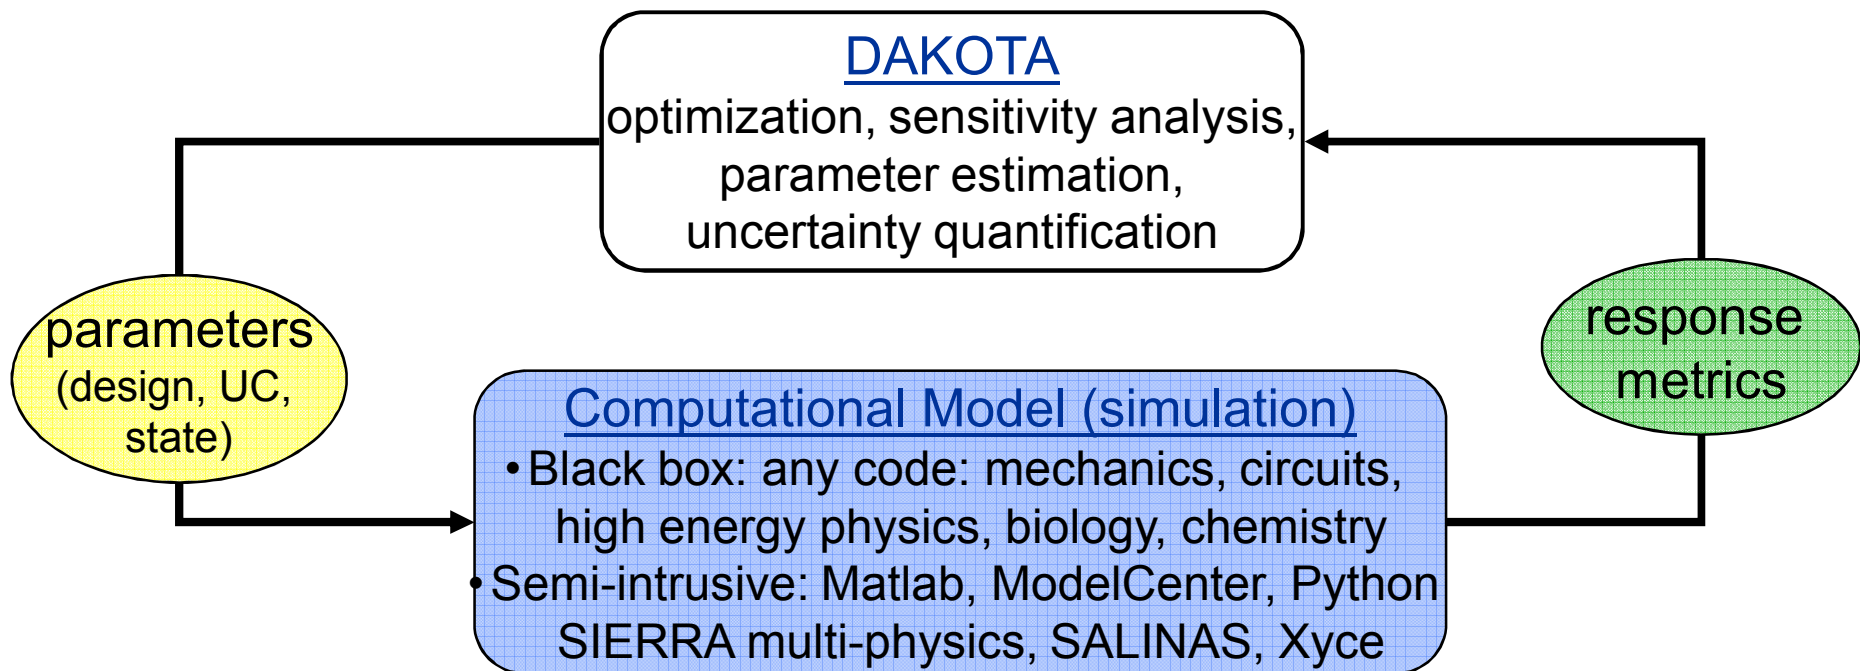 DAKOTA
optimization, sensitivity analysis,
parameter estimation,
uncertainty quantification
parameters
(design, UC,
state)
response
metrics
Computational Model (simulation)
•Black box: any code: mechanics, circuits,
high energy physics, biology, chemistry
•Semi-intrusive: Matlab, ModelCenter, Python
SIERRA multi-physics, SALINAS, Xyce